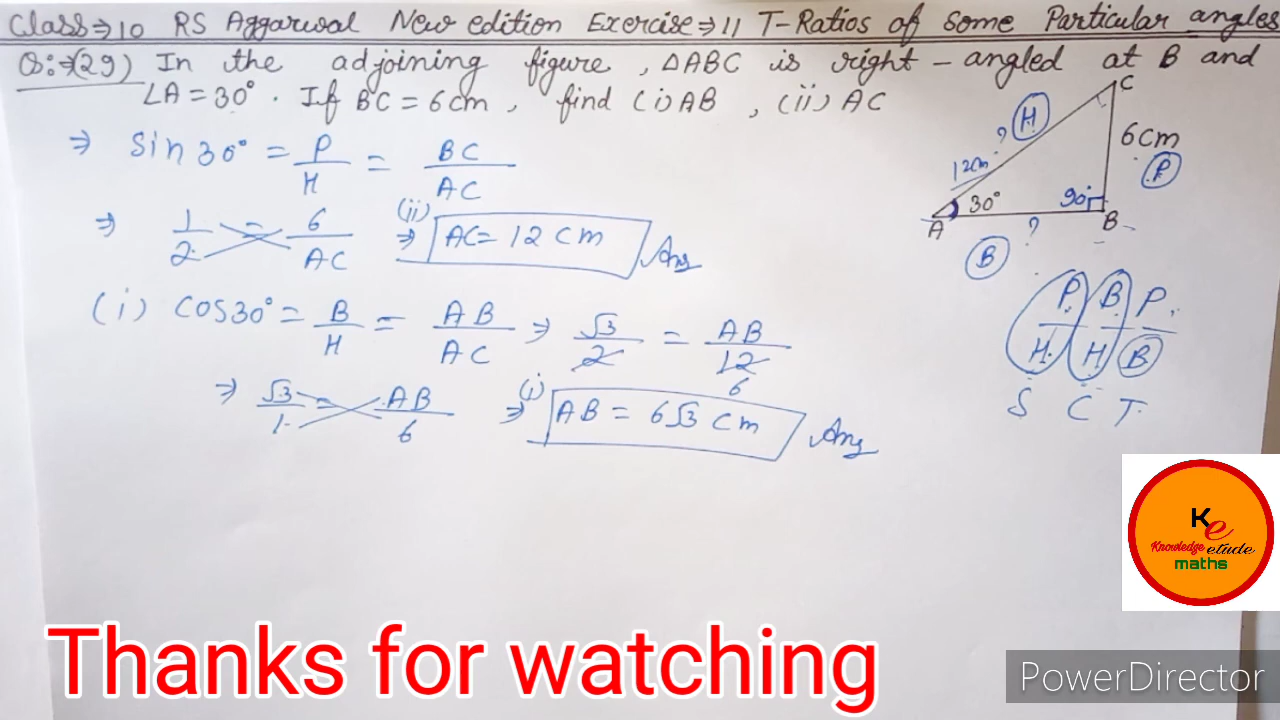 Class⇒10 RS Aggarwal New edition Exercise⇒11 T-Ratios of some Particular angles
Q:⇒(29) In the adjoining figure, △ABC is right-angled at B and
∠A = 30°. If BC = 6cm, find (i) AB , (ii) AC
⇒ Sin 30° = P/H = BC/AC
⇒ 1/2 = 6/AC (ii) ⇒ AC = 12 cm Ans
(i) COS30° = B/H = AB/AC ⇒ √3/2 = AB/12
6
⇒ √3/1 = AB/6 (i) ⇒ AB = 6√3 cm Ans
C
H
?
12cm
6cm
P
30°
90°
A
?
B
B
P B P
H H B
S C T
Ke
Knowledge etude
maths
Thanks for watching
PowerDirector